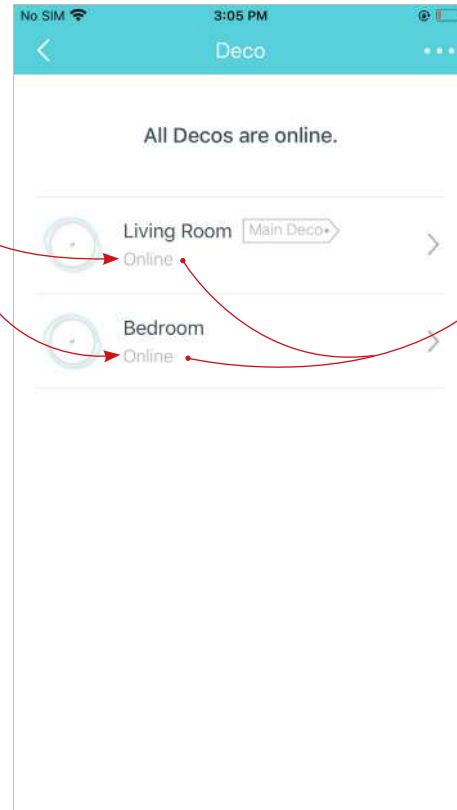 No SIM 3:05 PM
Deco
All Decos are online.
Living Room Main Deco
Online
Bedroom
Online